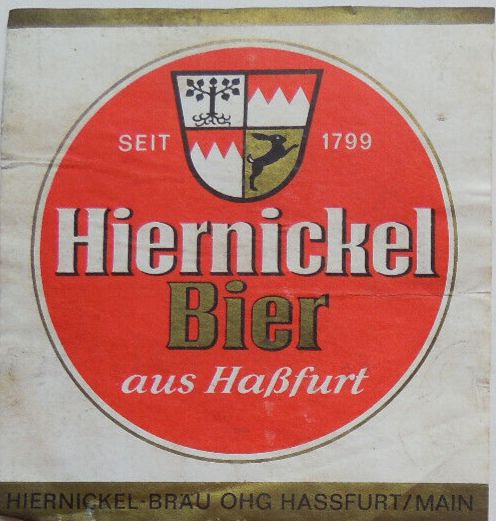 SEIT 1799
Hiernickel
Bier
aus Haßfurt
HIERNICKEL-BRÄU OHG HASSFURT/MAIN